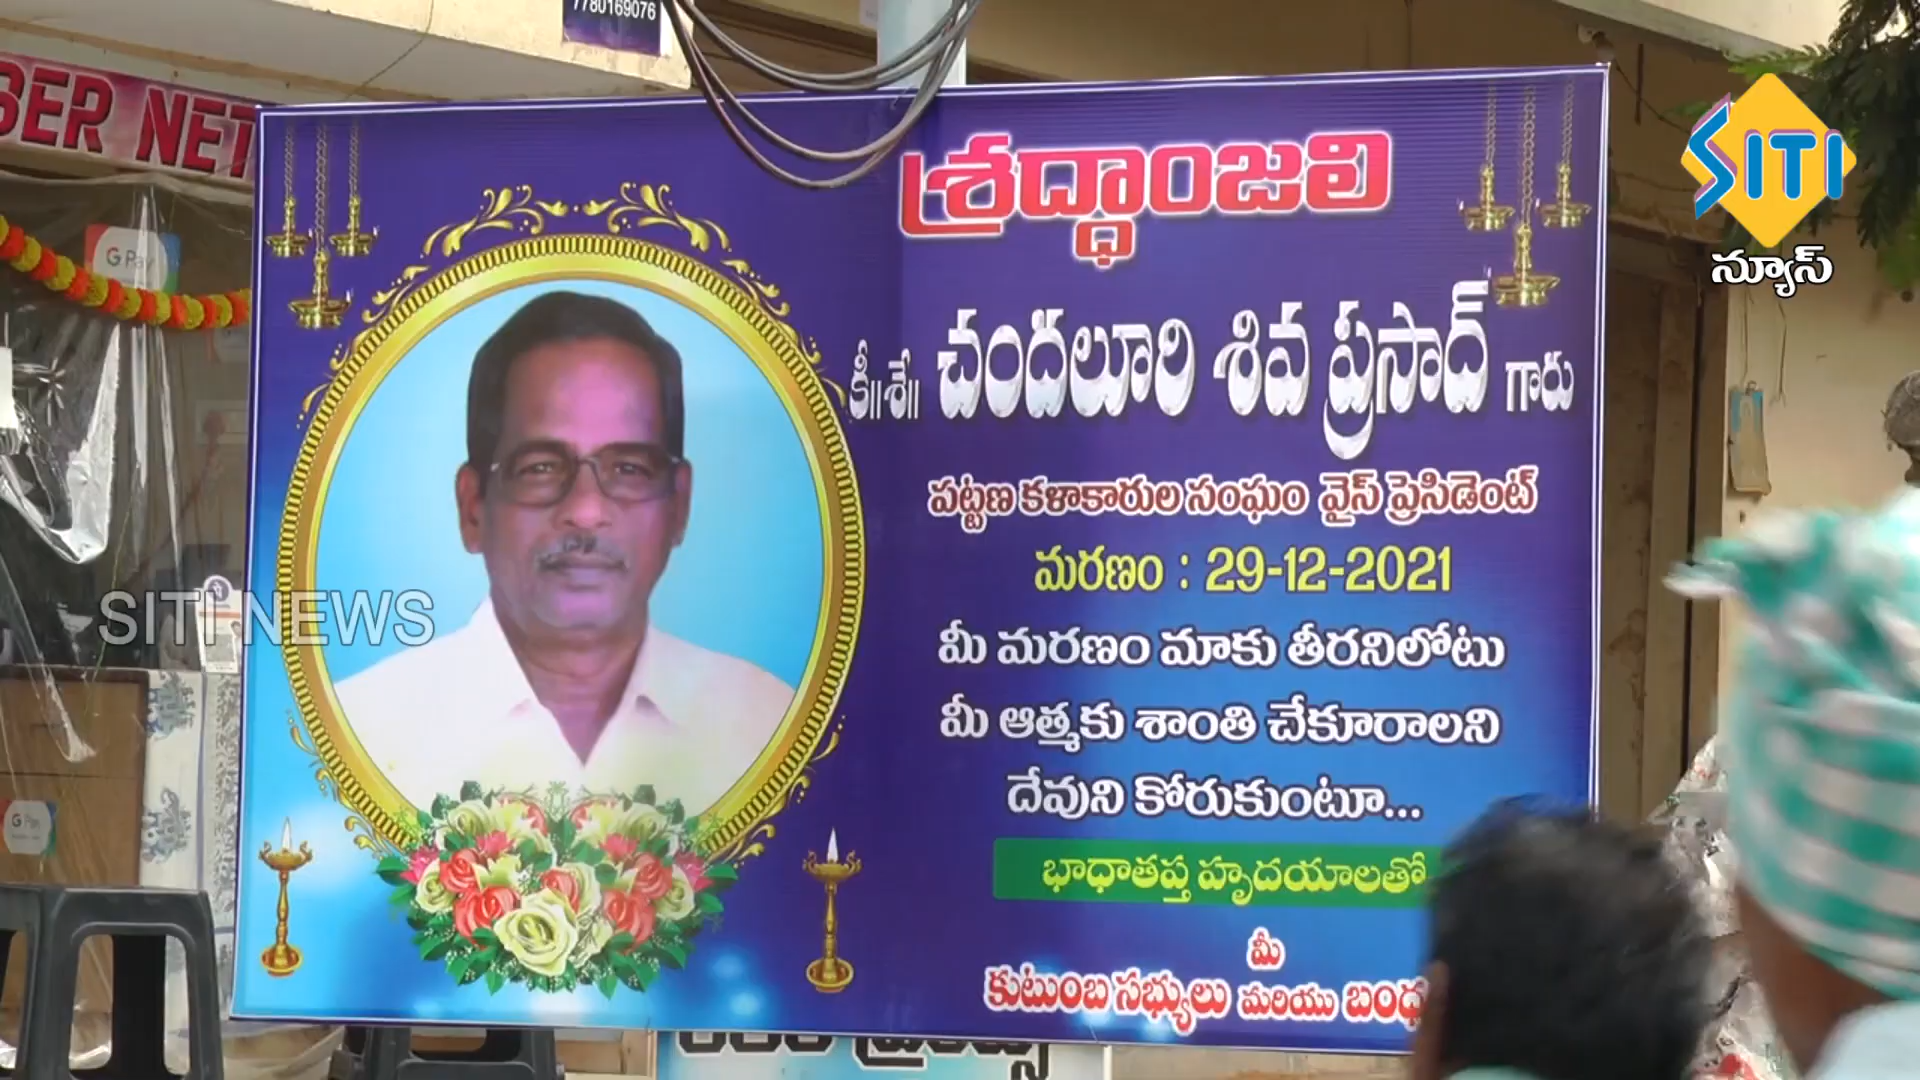 7780169076
BER NET
G Pay
SITI
న్యూస్
శ్రద్ధాంజలి
కీ॥శే॥ చందలూరి శివ ప్రసాద్ గారు
పట్టణ కళాకారుల సంఘం వైస్ ప్రెసిడెంట్
మరణం : 29-12-2021
మీ మరణం మాకు తీరనిలోటు
మీ ఆత్మకు శాంతి చేకూరాలని
దేవుని కోరుకుంటూ...
భాధాతప్త హృదయాలతో
మీ
కుటుంబ సభ్యులు మరియు
SITI NEWS
G Pay